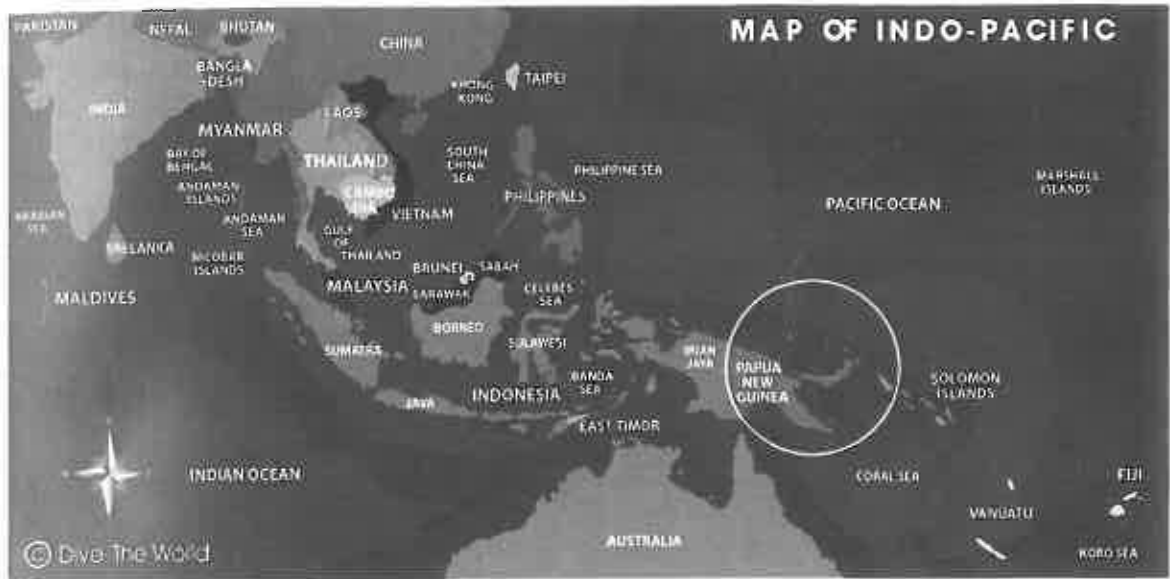 MAP OF INDO-PACIFIC
PAKISTAN
NEPAL
BHUTAN
CHINA
BANGLA
-DESH
HONG
KONG
TAIPEI
INDIA
LAOS
MYANMAR
BAY OF
BENGAL
THAILAND
SOUTH
CHINA
SEA
PHILIPPINE SEA
MARSHALL
ISLANDS
ANDAMAN
ISLANDS
PHILIPPINES
PACIFIC OCEAN
ARABIAN
SEA
ANDAMAN
SEA
VIETNAM
GULF
OF
THAILAND
SRI LANKA
NICOBAR
ISLANDS
BRUNEI
SABAH
MALDIVES
MALAYSIA
SARAWAK
CELEBES
SEA
BORNEO
SUMATRA
SULAWESI
IRIAN
JAYA
PAPUA
NEW
GUINEA
BANDA
SEA
SOLOMON
ISLANDS
INDONESIA
JAVA
EAST TIMOR
INDIAN OCEAN
CORAL SEA
FIJI
VANUATU
AUSTRALIA
KORO SEA
© Dive The World